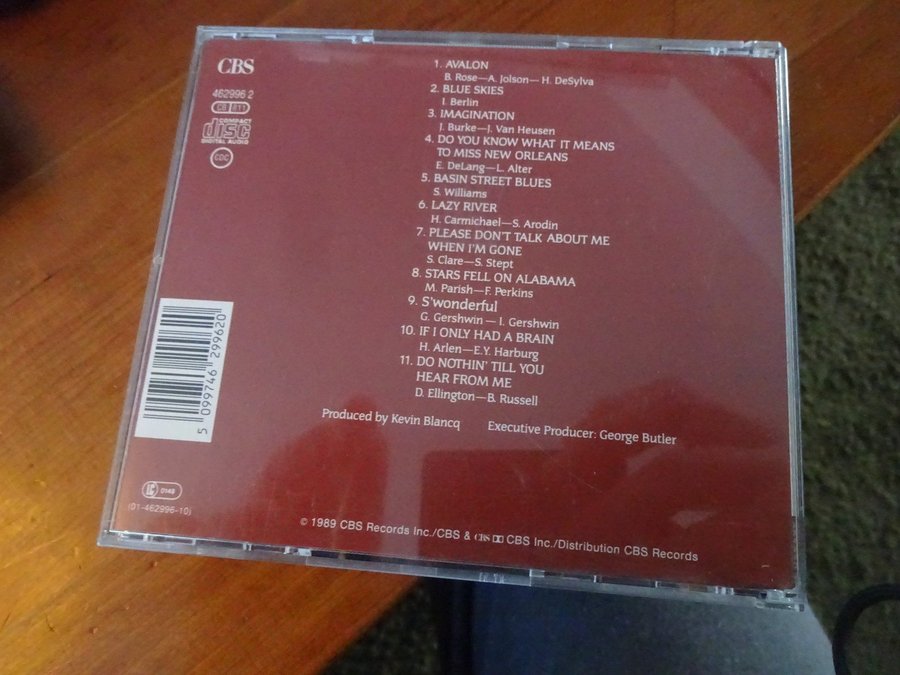 CBS
462996 2
CB 811
COMPACT
disc
DIGITAL AUDIO
CDC
1. AVALON
B. Rose—A. Jolson—H. DeSylva
2. BLUE SKIES
I. Berlin
3. IMAGINATION
J. Burke—J. Van Heusen
4. DO YOU KNOW WHAT IT MEANS
TO MISS NEW ORLEANS
E. DeLang—L. Alter
5. BASIN STREET BLUES
S. Williams
6. LAZY RIVER
H. Carmichael—S. Arodin
7. PLEASE DON'T TALK ABOUT ME
WHEN I'M GONE
S. Clare—S. Stept
8. STARS FELL ON ALABAMA
M. Parish—F. Perkins
9. S'wonderful
G. Gershwin—I. Gershwin
10. IF I ONLY HAD A BRAIN
H. Arlen—E.Y. Harburg
11. DO NOTHIN' TILL YOU
HEAR FROM ME
D. Ellington—B. Russell
Produced by Kevin Blancq Executive Producer: George Butler
5 099746 299620
LC 0149
(01-462996-10)
© 1989 CBS Records Inc./CBS & CBS CBS Inc./Distribution CBS Records